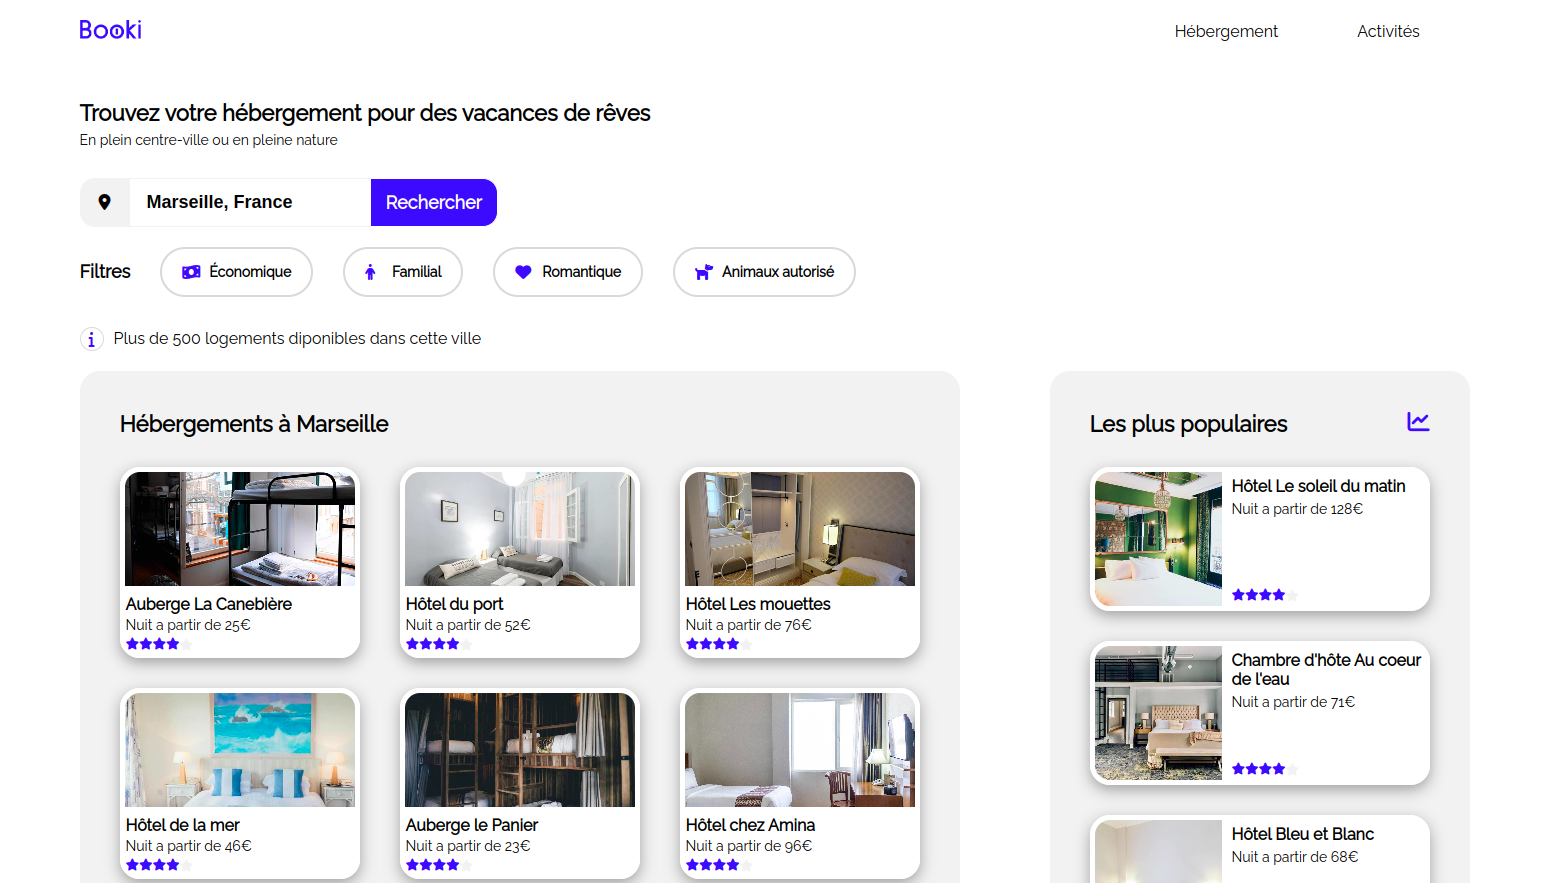 Booki
Hébergement
Activités
Trouvez votre hébergement pour des vacances de rêves
En plein centre-ville ou en pleine nature
Marseille, France
Rechercher
Filtres
Économique
Familial
Romantique
Animaux autorisé
Plus de 500 logements diponibles dans cette ville
Hébergements à Marseille
Auberge La Canebière
Nuit a partir de 25€
Hôtel du port
Nuit a partir de 52€
Hôtel Les mouettes
Nuit a partir de 76€
Hôtel de la mer
Nuit a partir de 46€
Auberge le Panier
Nuit a partir de 23€
Hôtel chez Amina
Nuit a partir de 96€
Les plus populaires
Hôtel Le soleil du matin
Nuit a partir de 128€
Chambre d'hôte Au coeur
de l'eau
Nuit a partir de 71€
Hôtel Bleu et Blanc
Nuit a partir de 68€